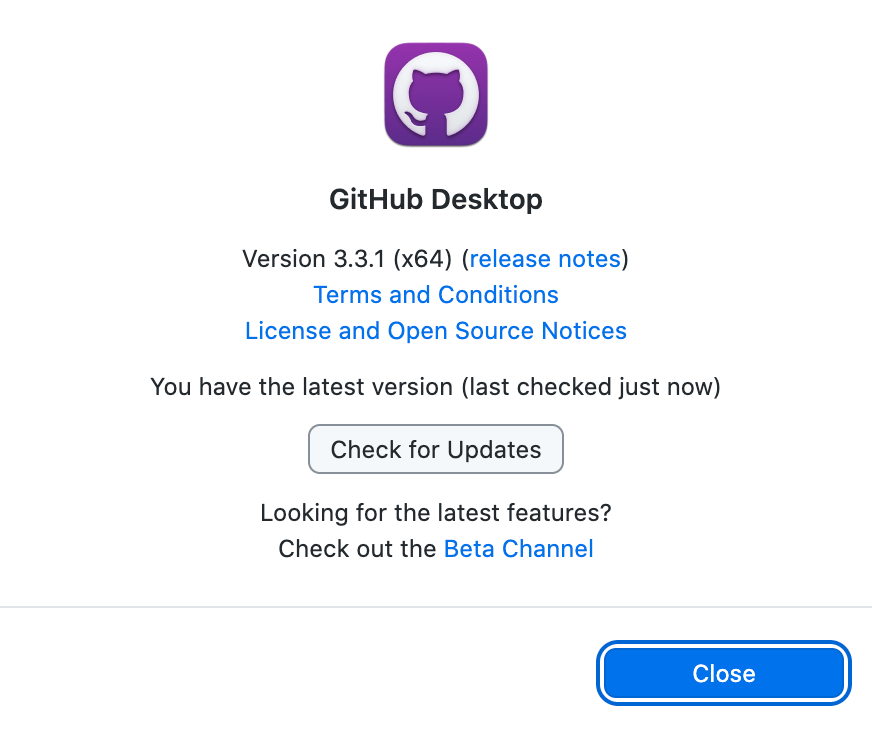 GitHub Desktop
Version 3.3.1 (x64) (release notes)
Terms and Conditions
License and Open Source Notices
You have the latest version (last checked just now)
Check for Updates
Looking for the latest features?
Check out the Beta Channel
Close